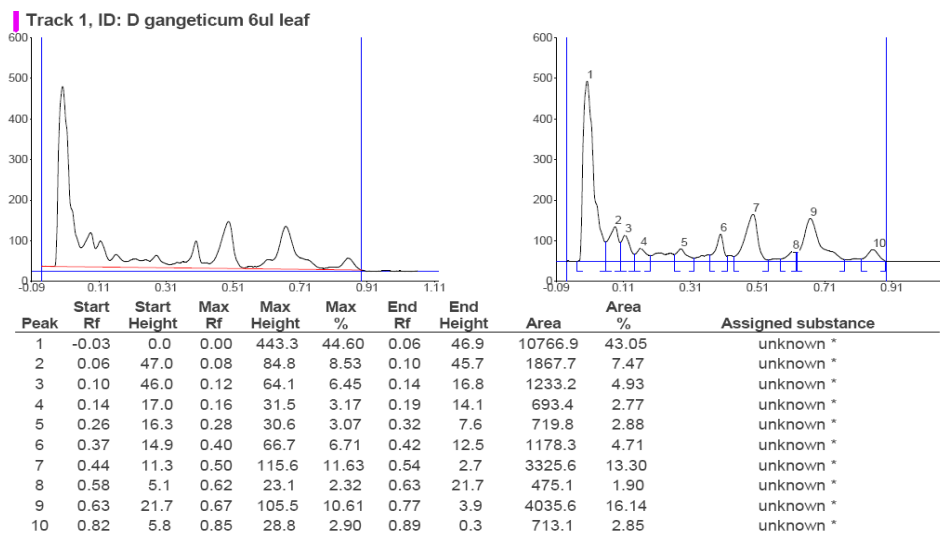 Track 1, ID: D gangeticum 6ul leaf
600
500
400
300
200
100
0
-0.09 0.11 0.31 0.51 0.71 0.91 1.11
600
500
400
300
200
100
0
-0.09 0.11 0.31 0.51 0.71 0.91
1 2 3 4 5 6 7 8 9 10
Start Start Max Max Max End End Area
Peak Rf Height Rf Height % Rf Height Area % Assigned substance
1 -0.03 0.0 0.00 443.3 44.60 0.06 46.9 10766.9 43.05 unknown *
2 0.06 47.0 0.08 84.8 8.53 0.10 45.7 1867.7 7.47 unknown *
3 0.10 46.0 0.12 64.1 6.45 0.14 16.8 1233.2 4.93 unknown *
4 0.14 17.0 0.16 31.5 3.17 0.19 14.1 693.4 2.77 unknown *
5 0.26 16.3 0.28 30.6 3.07 0.32 7.6 719.8 2.88 unknown *
6 0.37 14.9 0.40 66.7 6.71 0.42 12.5 1178.3 4.71 unknown *
7 0.44 11.3 0.50 115.6 11.63 0.54 2.7 3325.6 13.30 unknown *
8 0.58 5.1 0.62 23.1 2.32 0.63 21.7 475.1 1.90 unknown *
9 0.63 21.7 0.67 105.5 10.61 0.77 3.9 4035.6 16.14 unknown *
10 0.82 5.8 0.85 28.8 2.90 0.89 0.3 713.1 2.85 unknown *